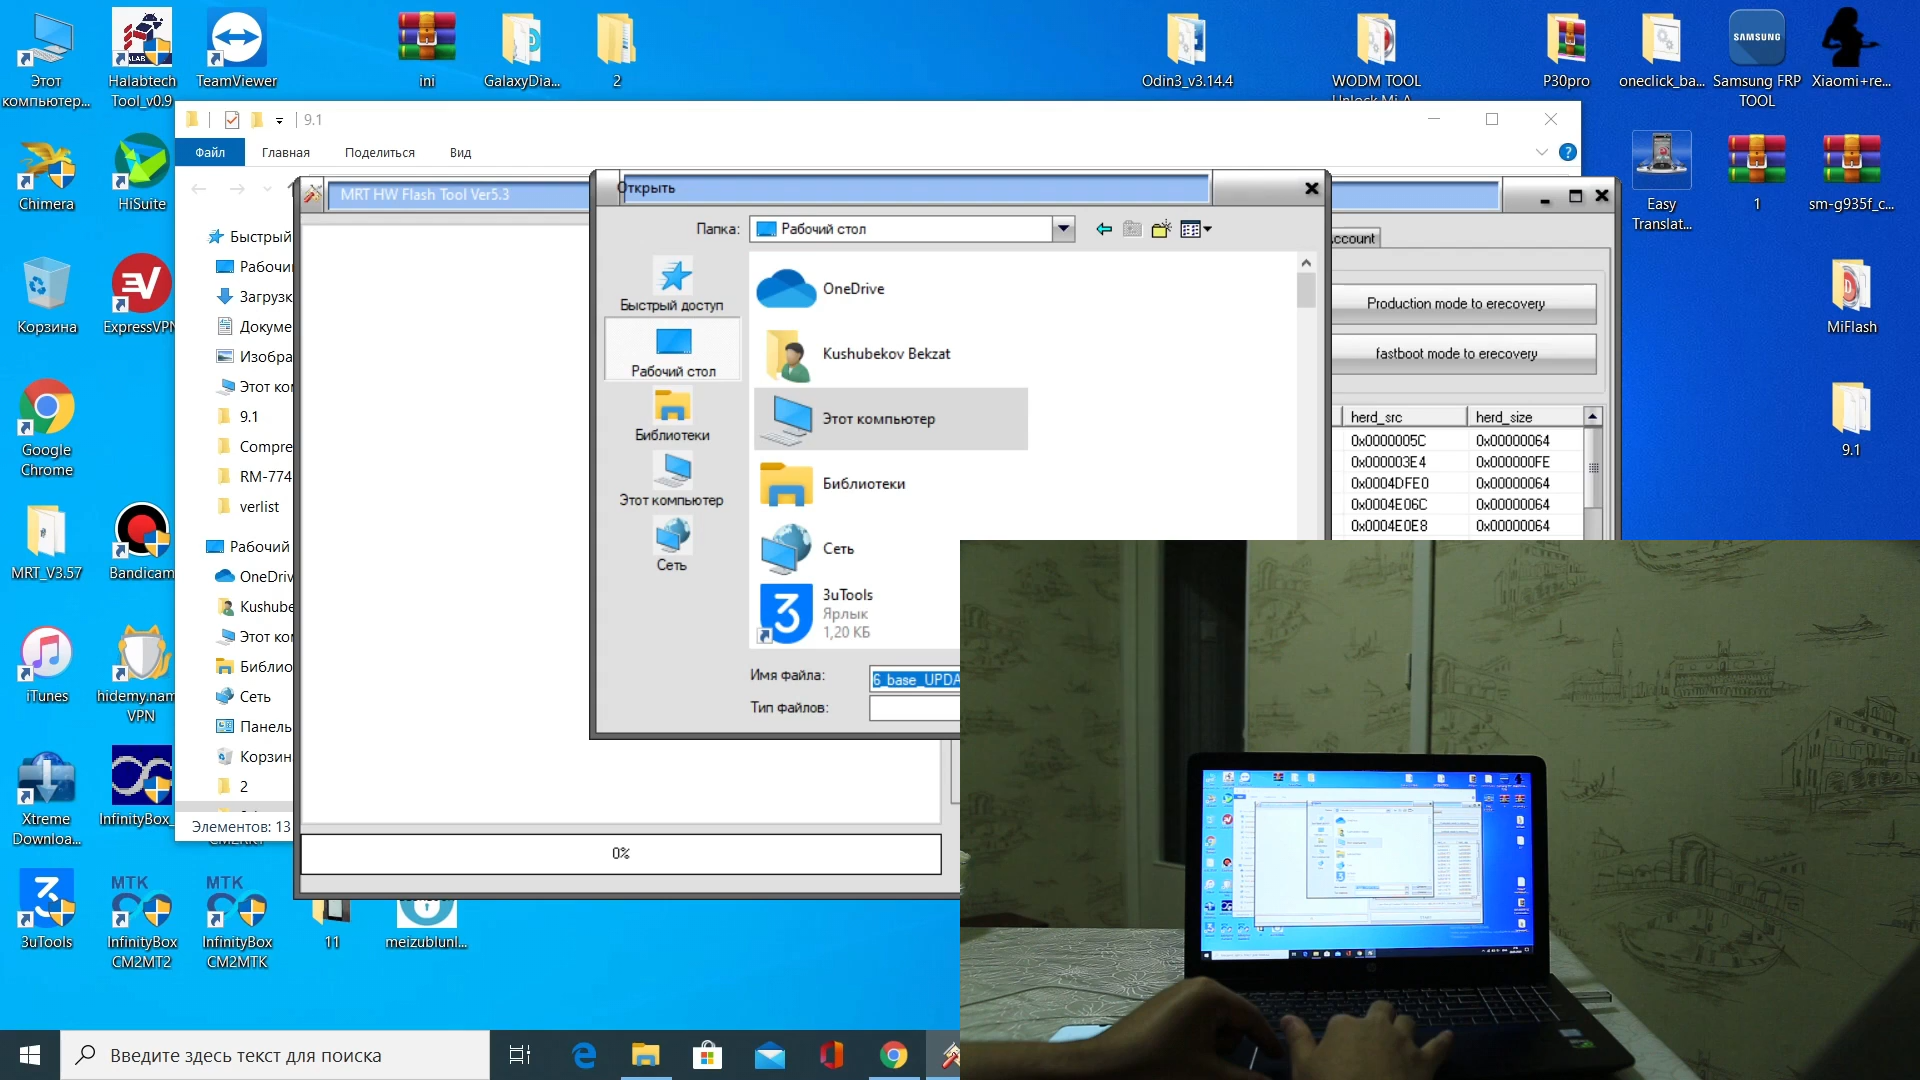 Этот
компьютер...
Halabtech
Tool_v0.9
TeamViewer
ini
GalaxyDia...
2
Odin3_v3.14.4
WODM TOOL
Unlock Mi A
P30pro
oneclick_ba...
SAMSUNG
Samsung FRP
TOOL
Xiaomi+re...
9.1
Файл
Главная
Поделиться
Вид
Chimera
HiSuite
Корзина
ExpressVPN
Google
Chrome
MRT_V3.57
Bandicam
iTunes
hidemy.nam
VPN
Xtreme
Downloa...
InfinityBox_
3uTools
MTK
InfinityBox
CM2MT2
MTK
InfinityBox
CM2MTK
11
meizublunl...
Easy
Translat...
1
sm-g935f_c...
MiFlash
9.1
Быстрый
Рабочи
Загрузк
Докуме
Изобра
Этот ко
9.1
Compre
RM-774
verlist
Рабочий
OneDriv
Kushube
Этот ко
Библио
Сеть
Панель
Корзин
2
Элементов: 13
MRT HW Flash Tool Ver5.3
Открыть
Папка:
Рабочий стол
Быстрый доступ
Рабочий стол
Библиотеки
Этот компьютер
Сеть
OneDrive
Kushubekov Bekzat
Этот компьютер
Библиотеки
Сеть
3uTools
Ярлык
1,20 КБ
Имя файла:
6_base_UPDA
Тип файлов:
ccount
Production mode to erecovery
fastboot mode to erecovery
herd_src herd_size
0x0000005C 0x00000064
0x000003E4 0x000000FE
0x0004DFE0 0x00000064
0x0004E06C 0x00000064
0x0004E0E8 0x00000064
0%
Введите здесь текст для поиска